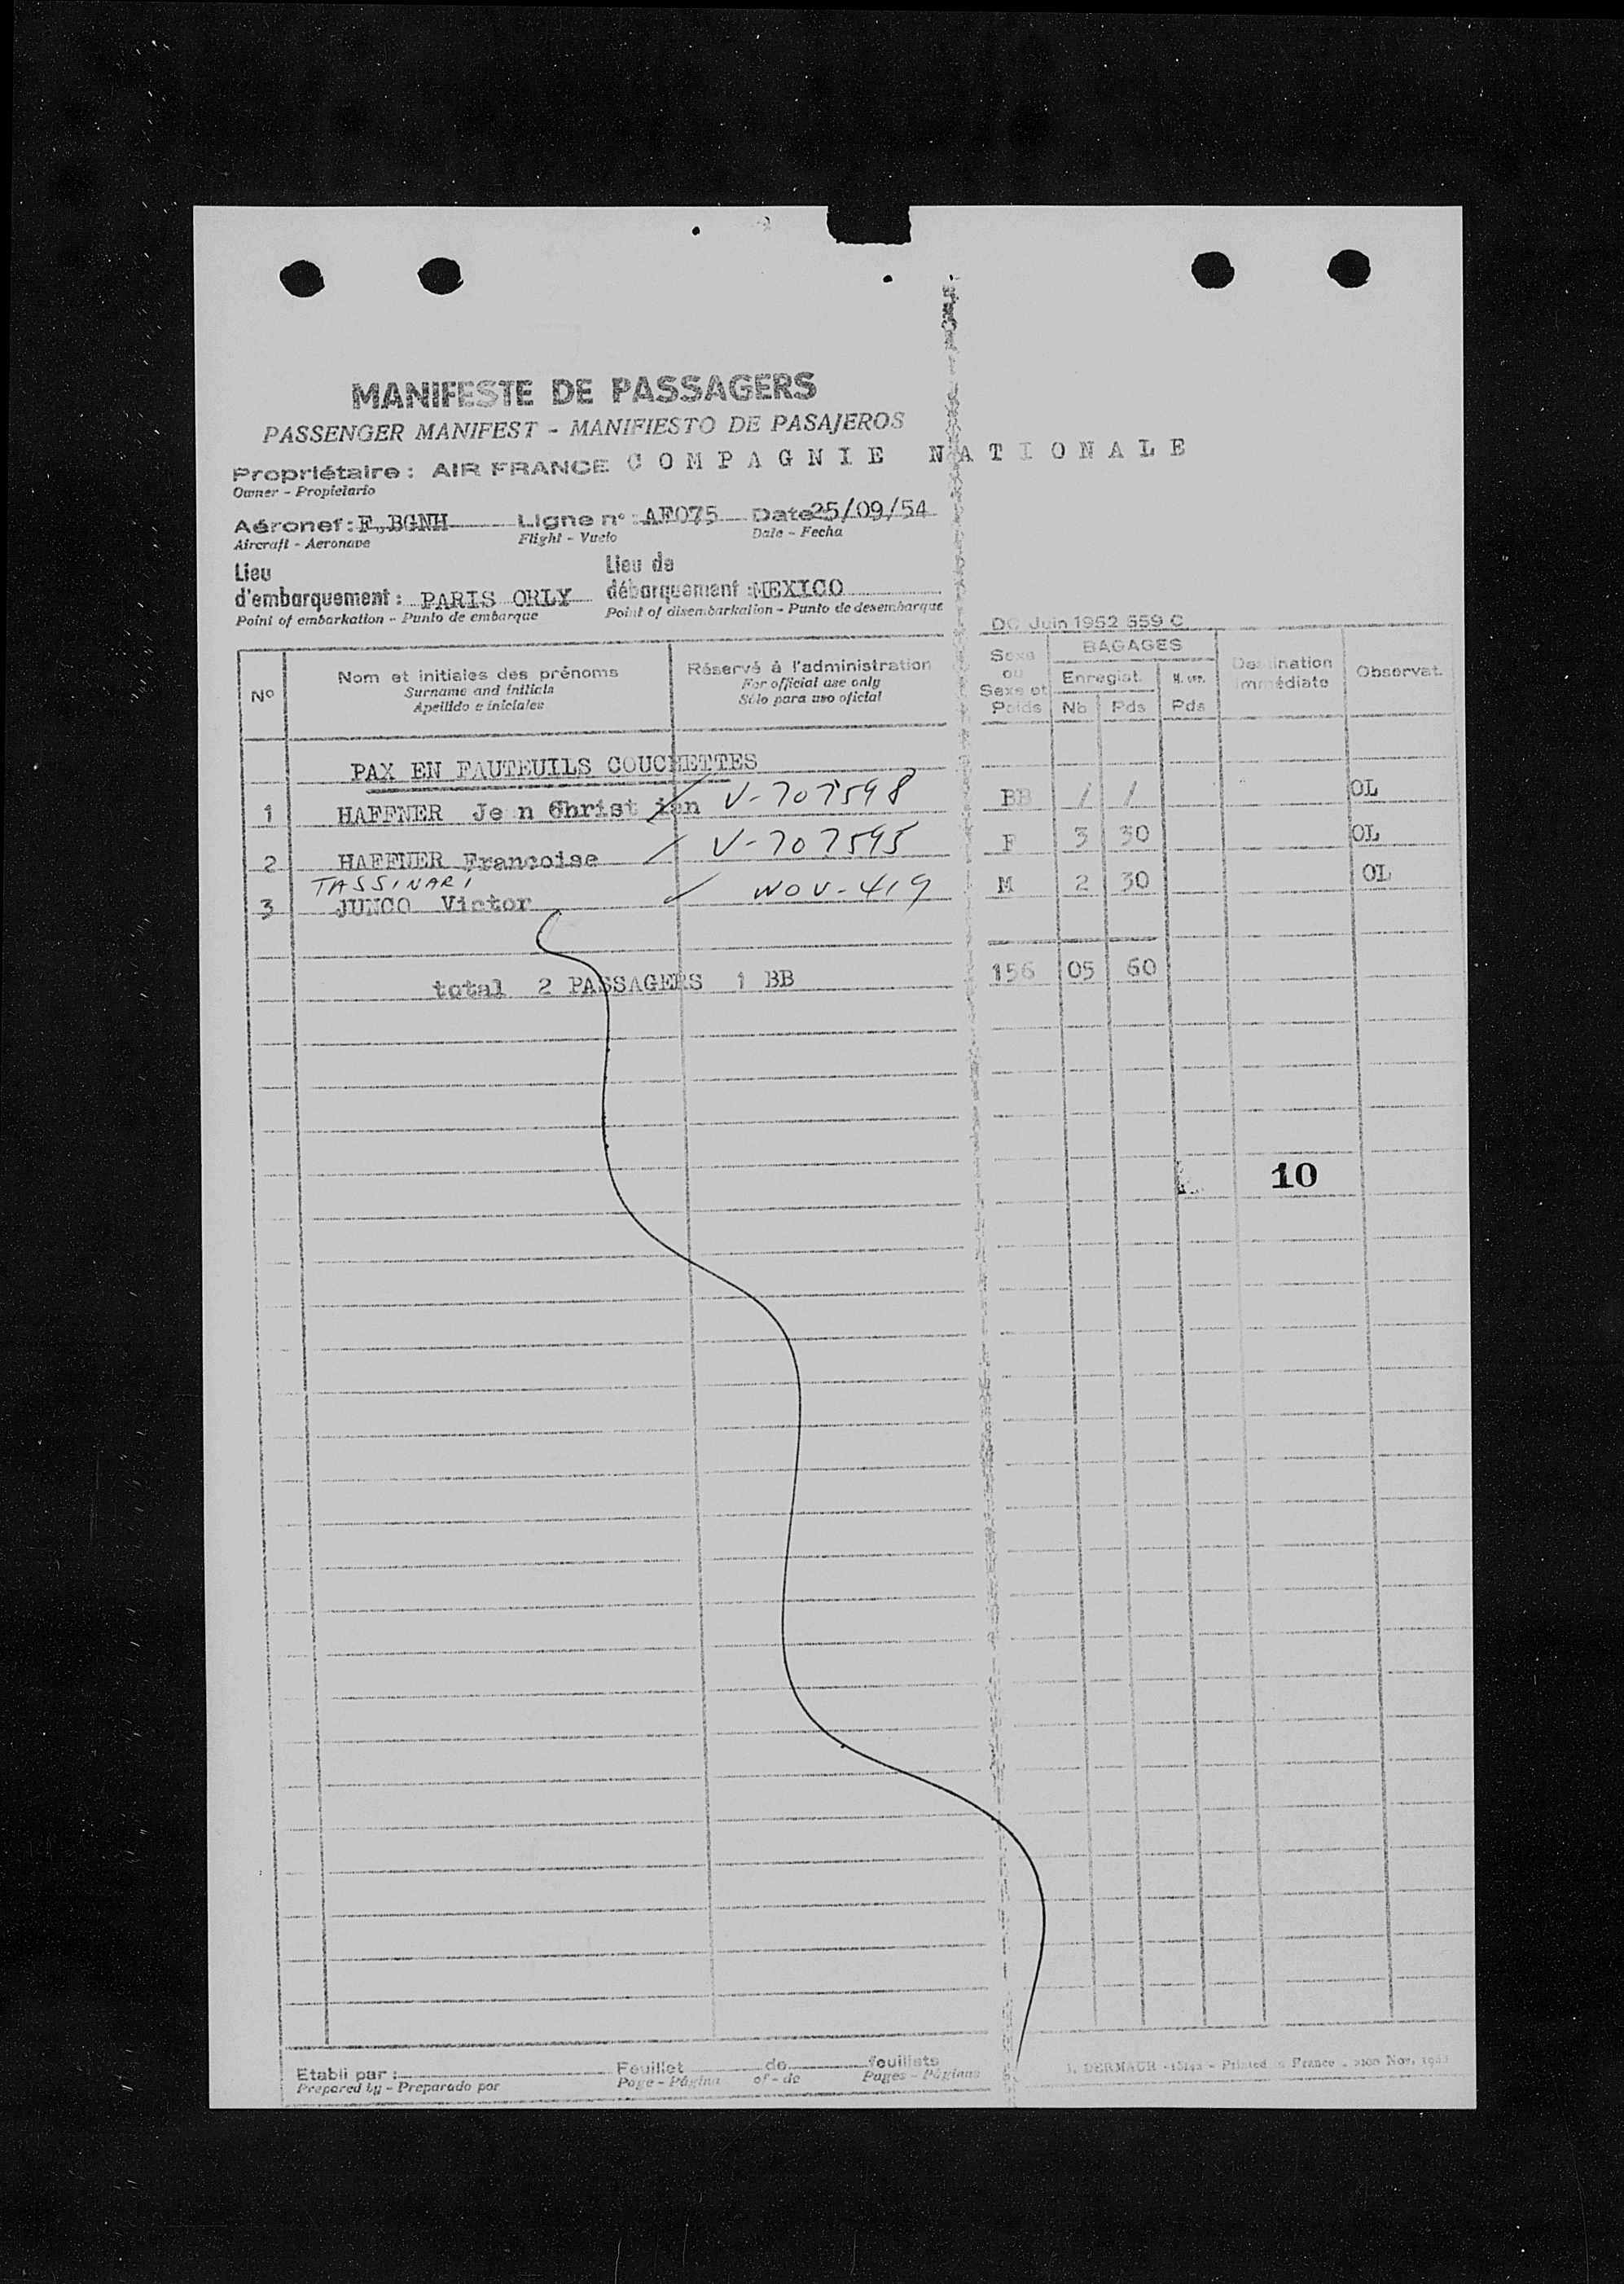 MANIFESTE DE PASSAGERS
PASSENGER MANIFEST - MANIFIESTO DE PASAJEROS
Propriétaire : AIR FRANCE COMPAGNIE NATIONALE
Owner - Propietario
Aéronef : F,BGNH Ligne n° : AF075 Date 25/09/54
Aircraft - Aeronave Flight - Vuelo Date - Fecha
Lieu d'embarquement : PARIS ORLY Lieu de débarquement : MEXICO
Point of embarkation - Punto de embarque Point of disembarkation - Punto de desembarque
DC Juin 1952 559 C
N° Nom et initiales des prénoms Réservé à l'administration Sexe ou Sexe et Poids BAGAGES Destination immédiate Observat.
Surname and initials For official use only Enregist.
Apellido e iniciales Sólo para uso oficial Nb Pds Pds
PAX EN FAUTEUILS COUCHETTES
1 HAFFNER Je n Christ ian V-707598 BB / / OL
2 HAFFNER Francoise V-707595 F 3 30 OL
TASSINARI
3 JUNCO Victor NOV-419 M 2 30 OL
total 2 PASSAGERS 1 BB 156 05 60
10
Etabli par : Feuillet de feuillets
Prepared by - Preparado por Page - Página of - de Pages - Páginas
DERMAUR - Printed France Nov.